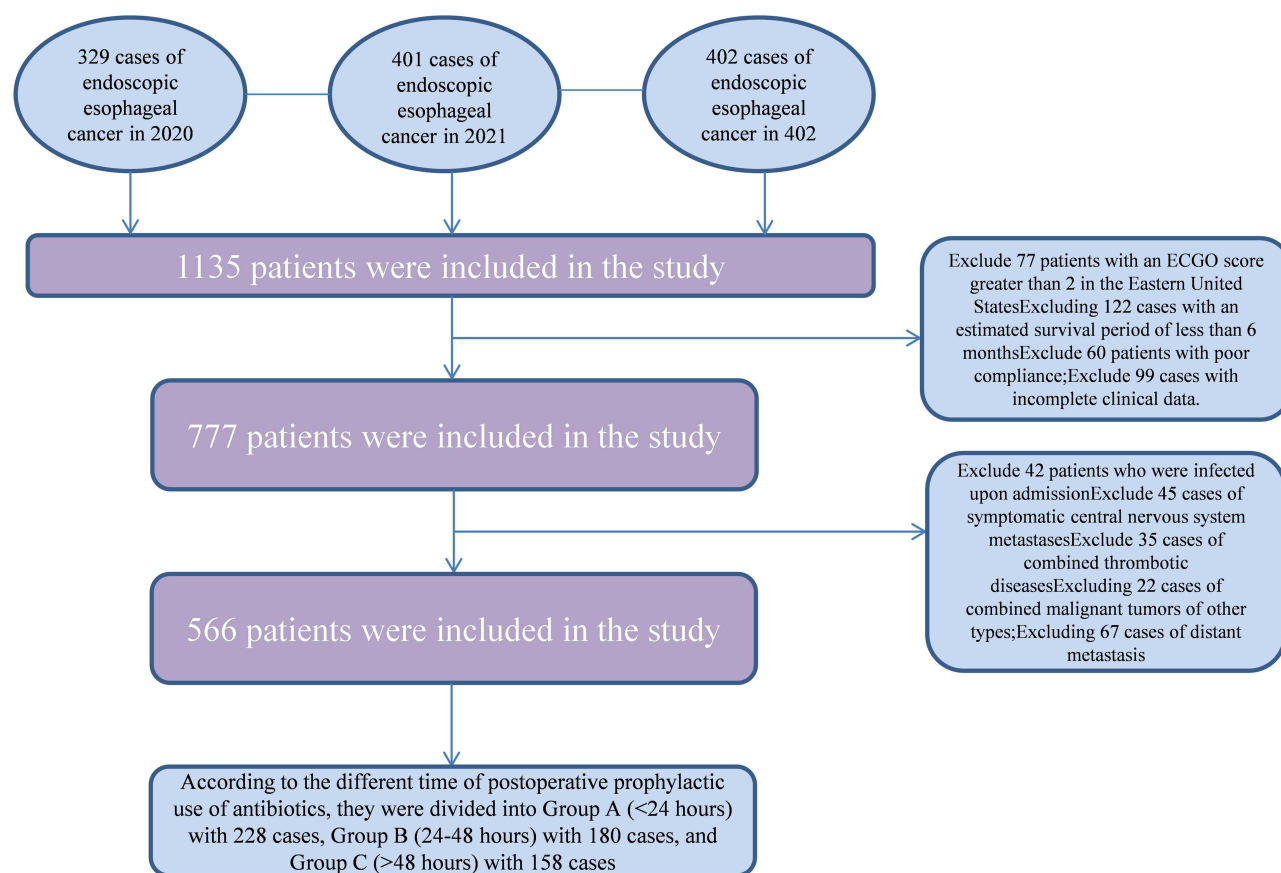 329 cases of
endoscopic
esophageal
cancer in 2020
401 cases of
endoscopic
esophageal
cancer in 2021
402 cases of
endoscopic
esophageal
cancer in 402
1135 patients were included in the study
Exclude 77 patients with an ECGO score
greater than 2 in the Eastern United
StatesExcluding 122 cases with an
estimated survival period of less than 6
monthsExclude 60 patients with poor
compliance;Exclude 99 cases with
incomplete clinical data.
777 patients were included in the study
Exclude 42 patients who were infected
upon admissionExclude 45 cases of
symptomatic central nervous system
metastasesExclude 35 cases of
combined thrombotic
diseasesExcluding 22 cases of
combined malignant tumors of other
types;Excluding 67 cases of distant
metastasis
566 patients were included in the study
According to the different time of postoperative prophylactic
use of antibiotics, they were divided into Group A (<24 hours)
with 228 cases, Group B (24-48 hours) with 180 cases, and
Group C (>48 hours) with 158 cases